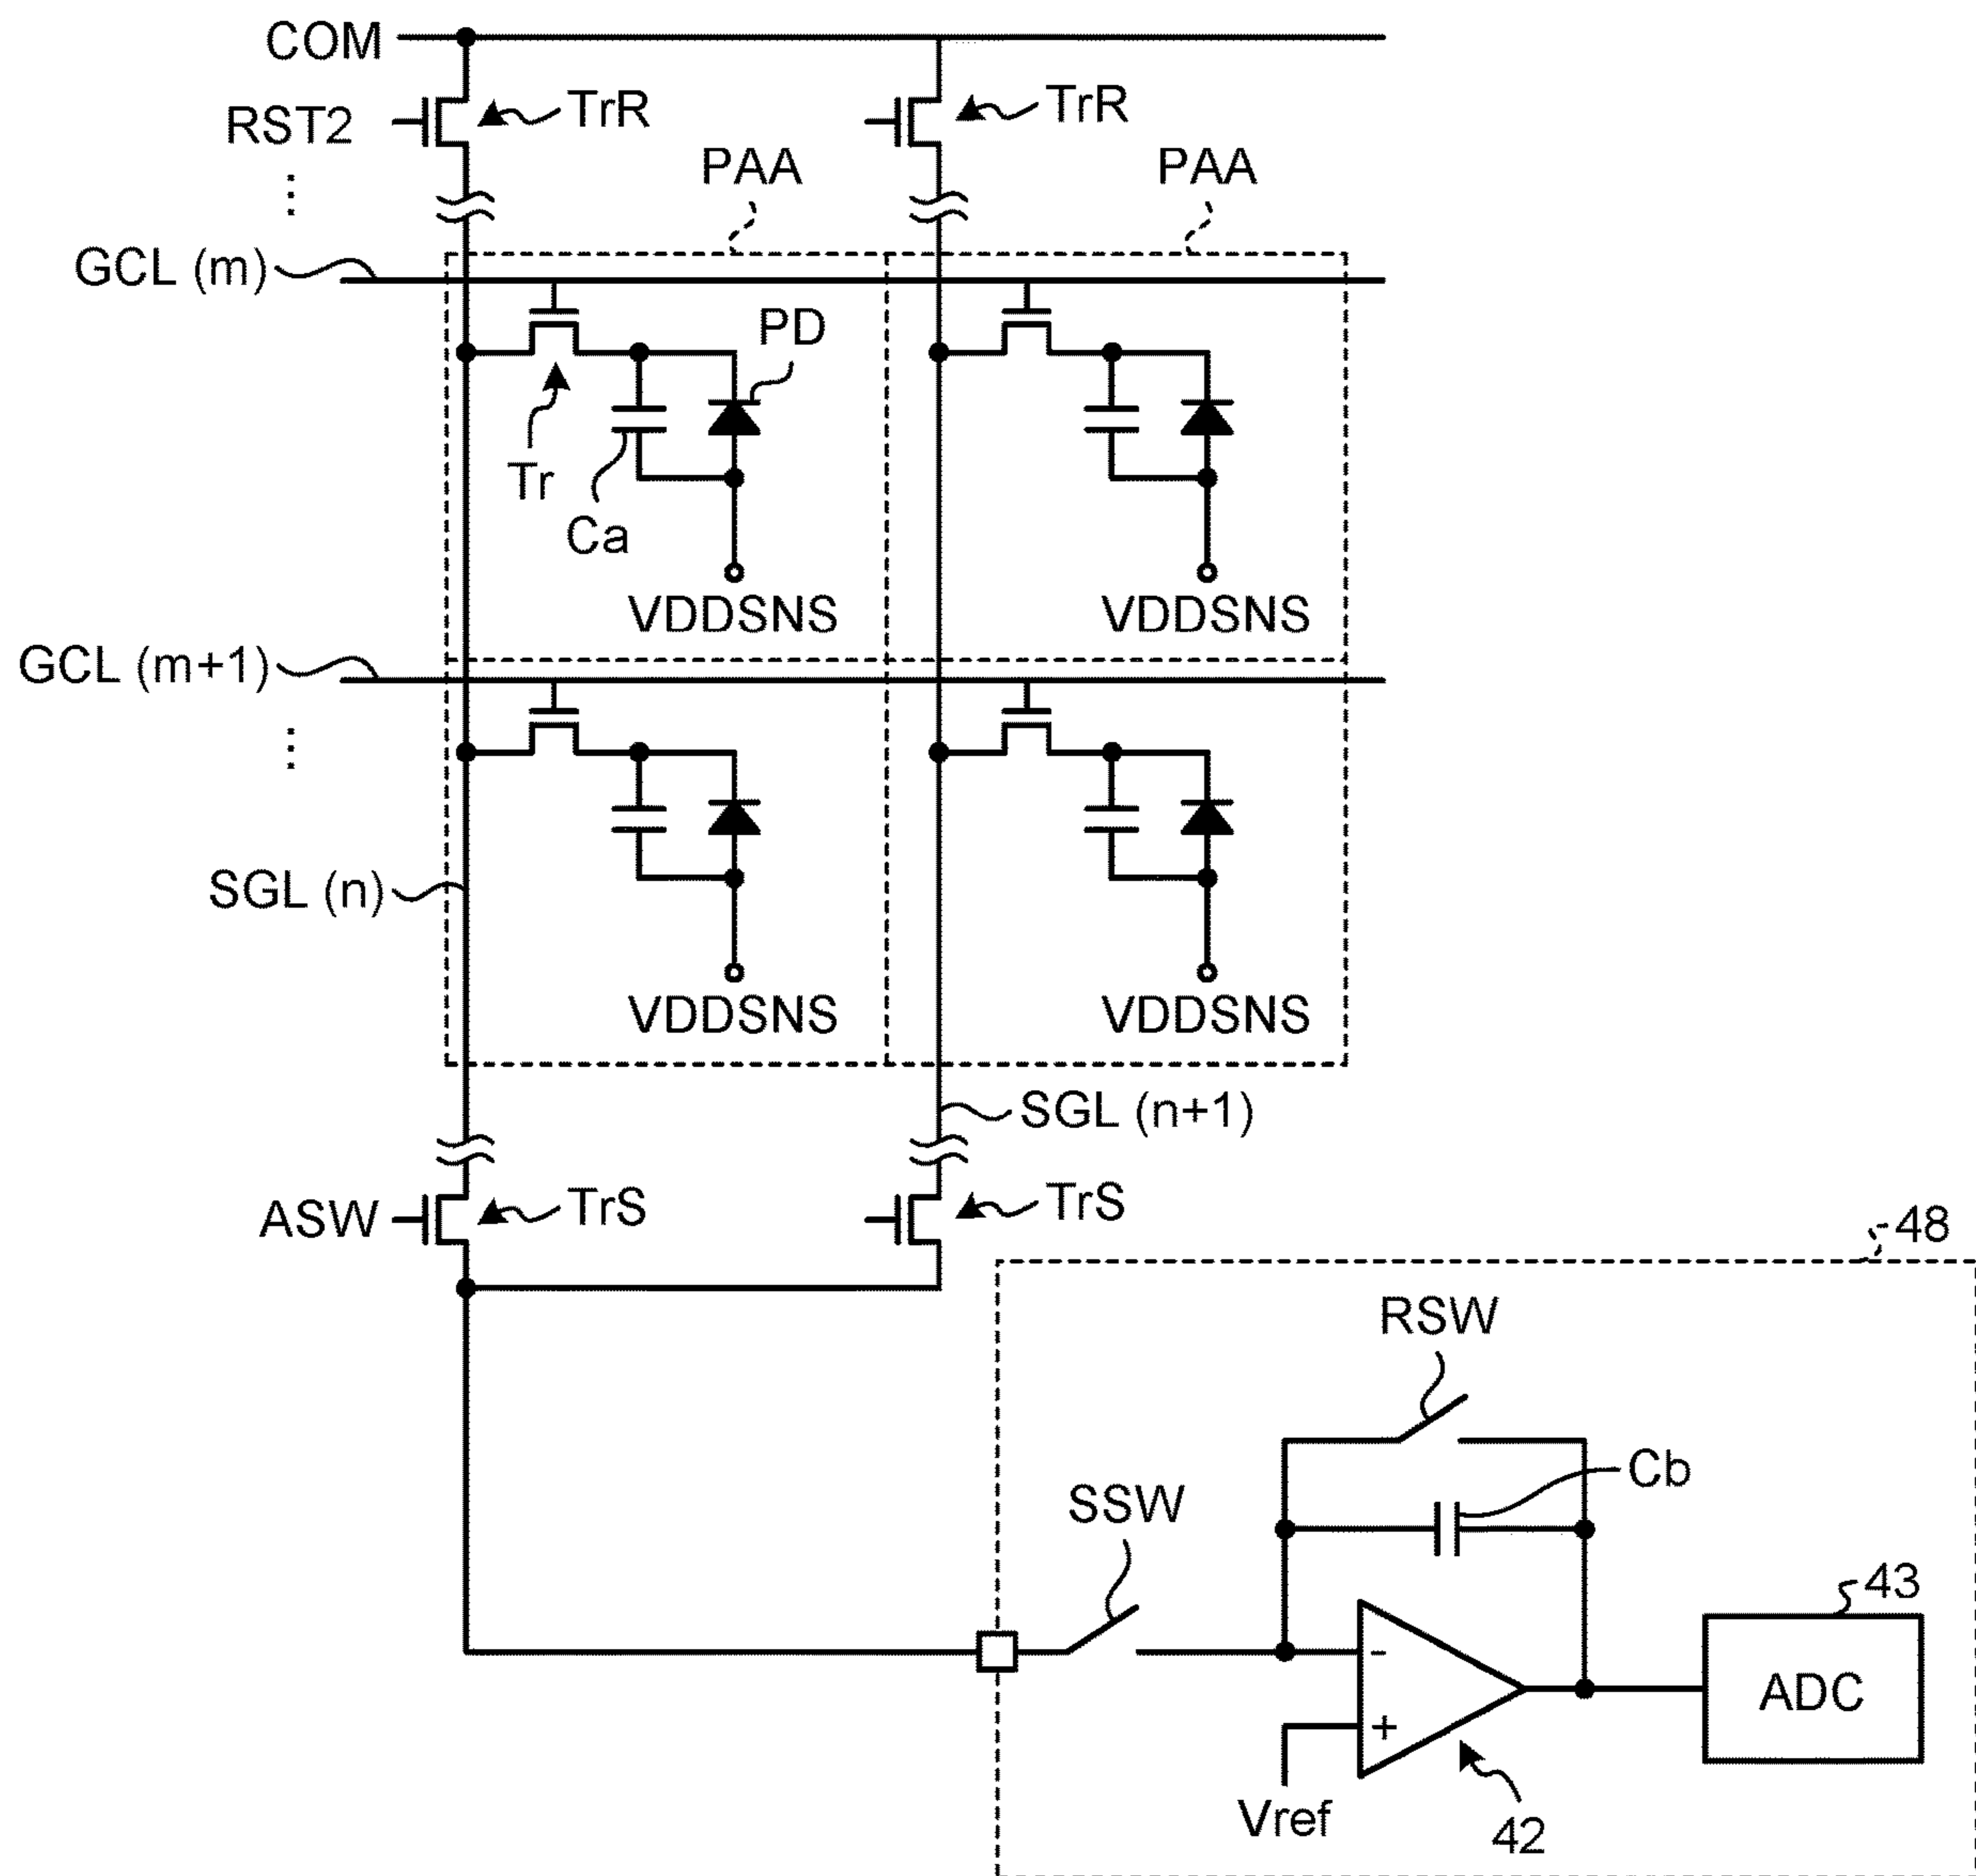 COM
RST2
TrR
TrR
PAA
PAA
⋮
GCL (m)
PD
Tr
Ca
VDDSNS
VDDSNS
GCL (m+1)
⋮
SGL (n)
VDDSNS
VDDSNS
SGL (n+1)
ASW
TrS
TrS
48
RSW
Cb
SSW
43
-
+
ADC
Vref
42